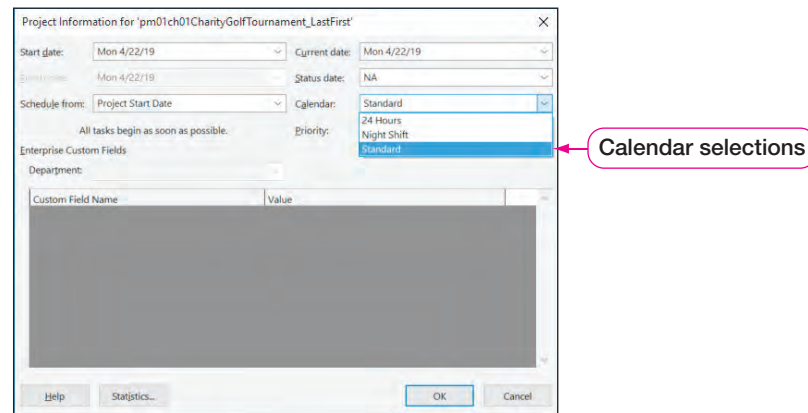 Project Information for 'pm01ch01CharityGolfTournament_LastFirst'
Start date: Mon 4/22/19 Current date: Mon 4/22/19
Mon 4/22/19 Status date: NA
Schedule from: Project Start Date Calendar: Standard
24 Hours
All tasks begin as soon as possible. Priority: Night Shift
Standard
Calendar selections
Enterprise Custom Fields
Department:
Custom Field Name Value
Help Statistics... OK Cancel